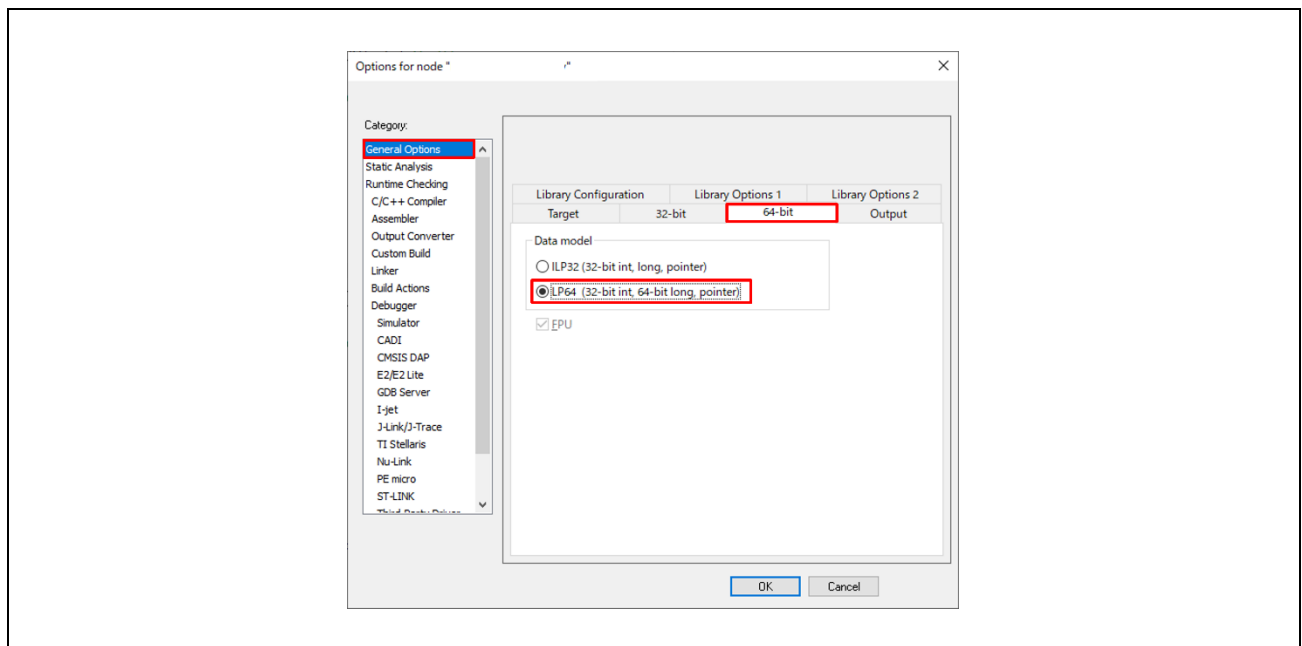 Options for node "                    "
Category:
General Options
Static Analysis
Runtime Checking
C/C++ Compiler
Assembler
Output Converter
Custom Build
Linker
Build Actions
Debugger
Simulator
CADI
CMSIS DAP
E2/E2 Lite
GDB Server
I-jet
J-Link/J-Trace
TI Stellaris
Nu-Link
PE micro
ST-LINK
Third-Party Driver
Library Configuration Library Options 1 Library Options 2
Target 32-bit 64-bit Output
Data model
ILP32 (32-bit int, long, pointer)
LP64 (32-bit int, 64-bit long, pointer)
FPU
OK Cancel